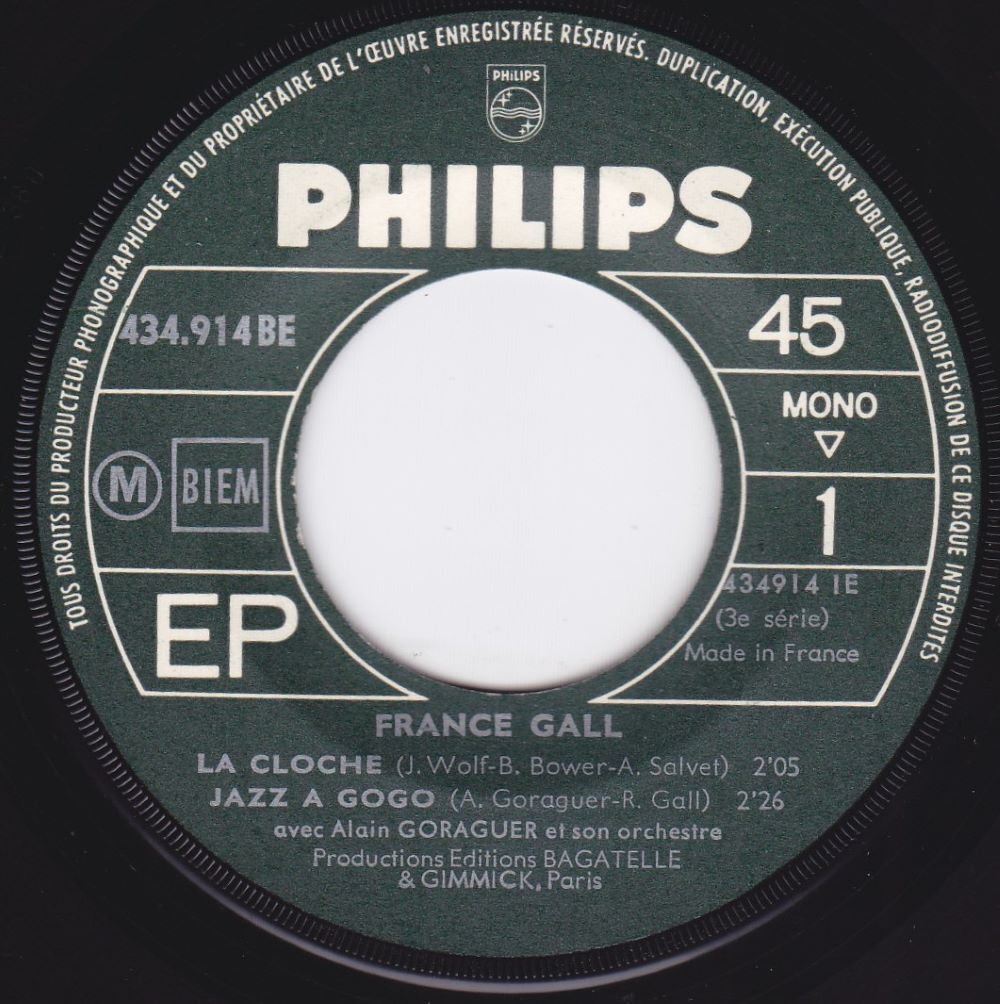 TOUS DROITS DU PRODUCTEUR PHONOGRAPHIQUE ET DU PROPRIÉTAIRE DE L'ŒUVRE ENREGISTRÉE RÉSERVÉS. DUPLICATION, EXÉCUTION PUBLIQUE, RADIODIFFUSION DE CE DISQUE INTERDITES
PHILIPS
PHILIPS
434.914 BE
45
MONO
M BIEM
1
EP
434914 1E
(3e série)
Made in France
FRANCE GALL
LA CLOCHE (J. Wolf-B. Bower-A. Salvet) 2'05
JAZZ A GOGO (A. Goraguer-R. Gall) 2'26
avec Alain GORAGUER et son orchestre
Productions Editions BAGATELLE
& GIMMICK, Paris